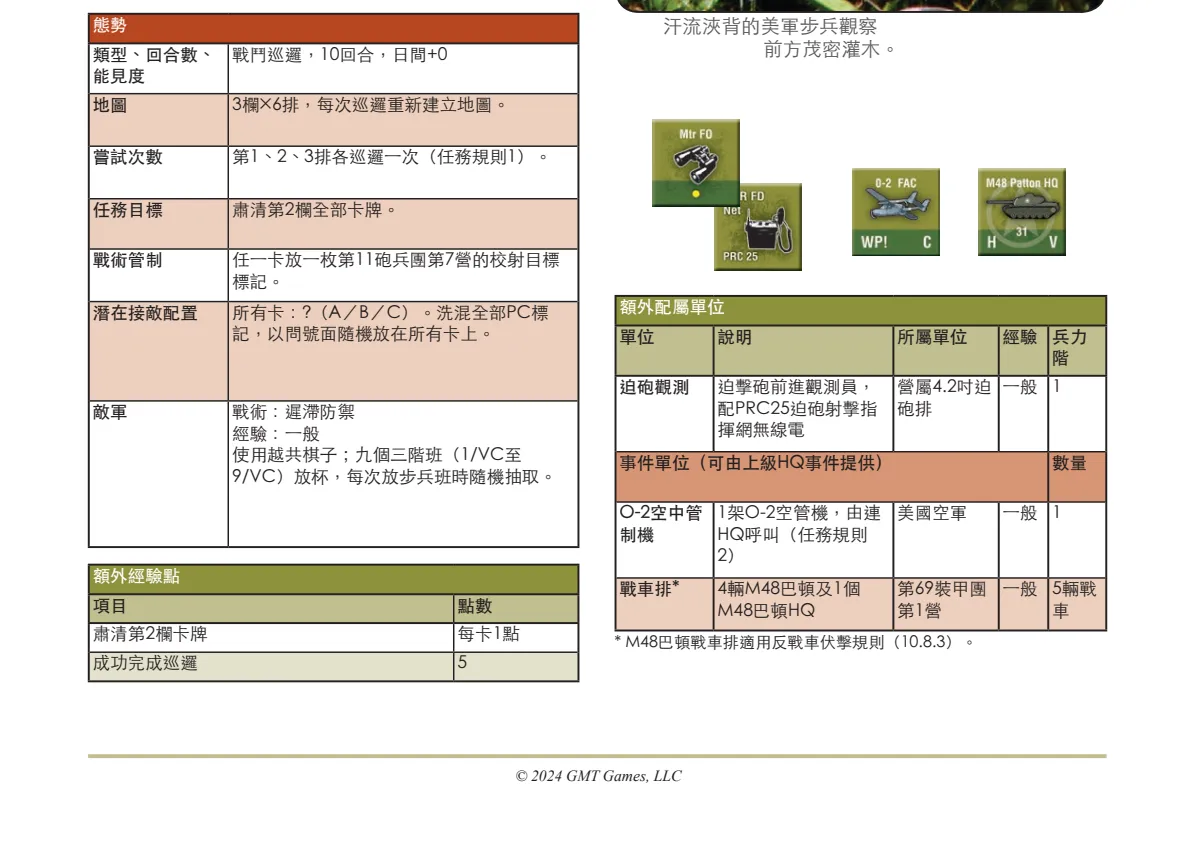 態勢
類型、回合數、
能見度
戰鬥巡邏，10回合，日間+0
地圖
3欄×6排，每次巡邏重新建立地圖。
嘗試次數
第1、2、3排各巡邏一次（任務規則1）。
任務目標
肅清第2欄全部卡牌。
戰術管制
任一卡放一枚第11砲兵團第7營的校射目標
標記。
潛在接敵配置
所有卡：?（A／B／C）。洗混全部PC標
記，以問號面隨機放在所有卡上。
敵軍
戰術：遲滯防禦
經驗：一般
使用越共棋子；九個三階班（1/VC至
9/VC）放杯，每次放步兵班時隨機抽取。
額外經驗點
項目
點數
肅清第2欄卡牌
每卡1點
成功完成巡邏
5
汗流浹背的美軍步兵觀察
前方茂密灌木。
Mtr FO
R FD
Net
PRC 25
O-2 FAC
WP! C
M48 Patton HQ
31
H V
額外配屬單位
單位
說明
所屬單位
經驗
兵力
階
迫砲觀測
迫擊砲前進觀測員，
配PRC25迫砲射擊指
揮網無線電
營屬4.2吋迫
砲排
一般
1
事件單位（可由上級HQ事件提供）
數量
O-2空中管
制機
1架O-2空管機，由連
HQ呼叫（任務規則
2）
美國空軍
一般
1
戰車排*
4輛M48巴頓及1個
M48巴頓HQ
第69裝甲團
第1營
一般
5輛戰
車
* M48巴頓戰車排適用反戰車伏擊規則（10.8.3）。
© 2024 GMT Games, LLC